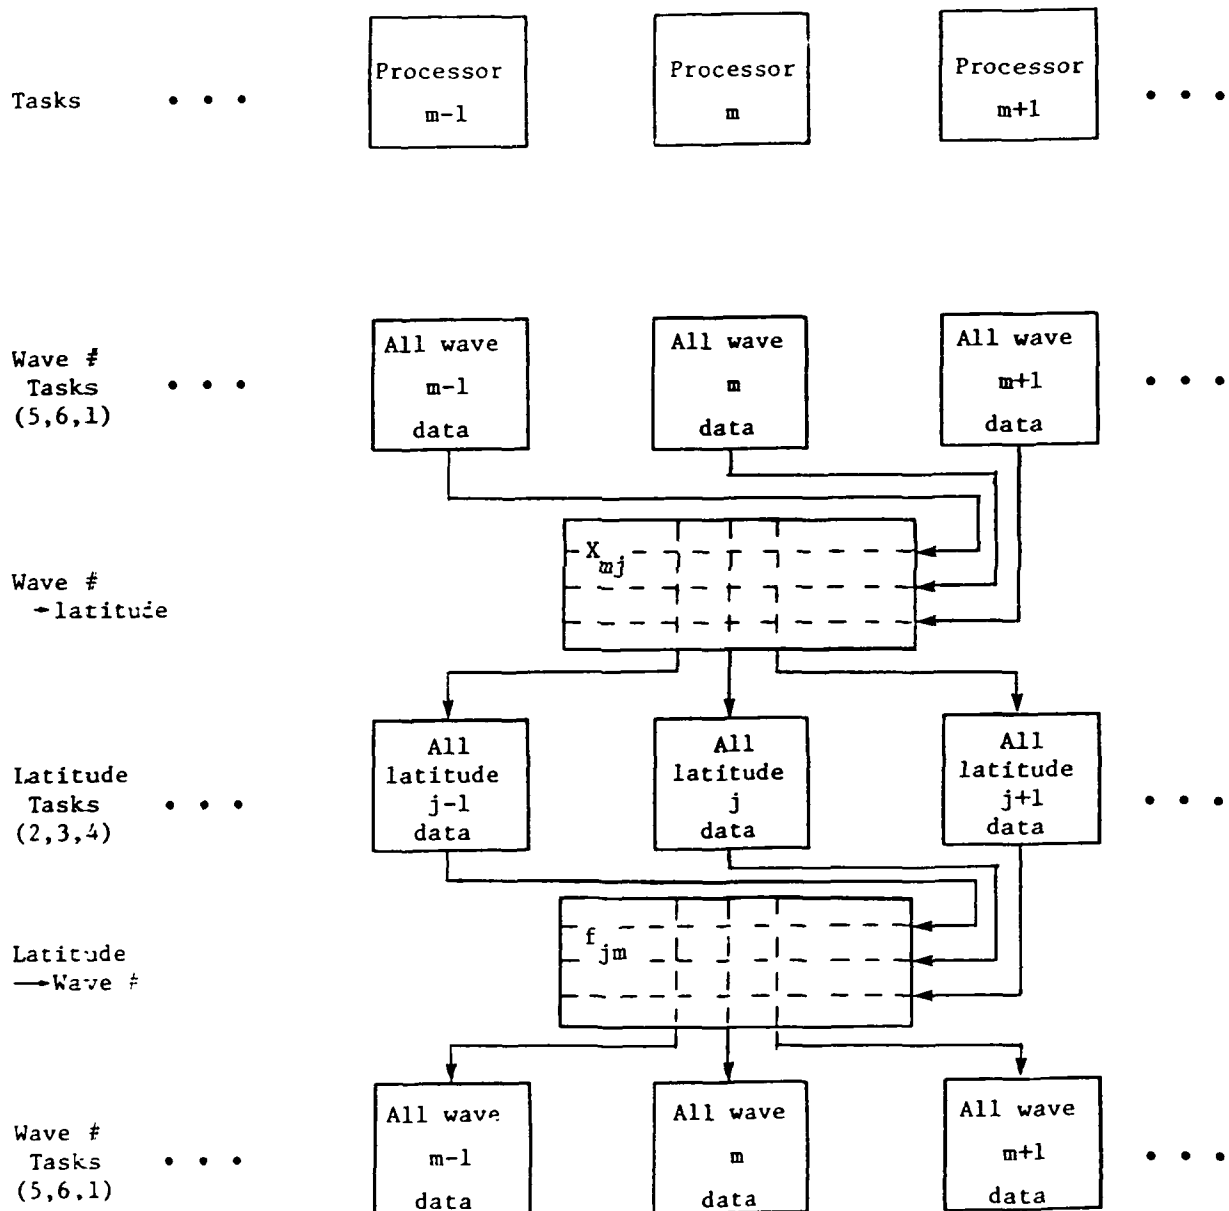 Tasks • • • Processor m-1 Processor m Processor m+1 • • •
Wave # Tasks (5,6,1) • • •
All wave m-1 data
All wave m data
All wave m+1 data
• • •
Wave # →latitude
X mj
Latitude Tasks (2,3,4) • • •
All latitude j-1 data
All latitude j data
All latitude j+1 data
• • •
Latitude →Wave #
f jm
Wave # Tasks (5,6,1) • • •
All wave m-1 data
All wave m data
All wave m+1 data
• • •